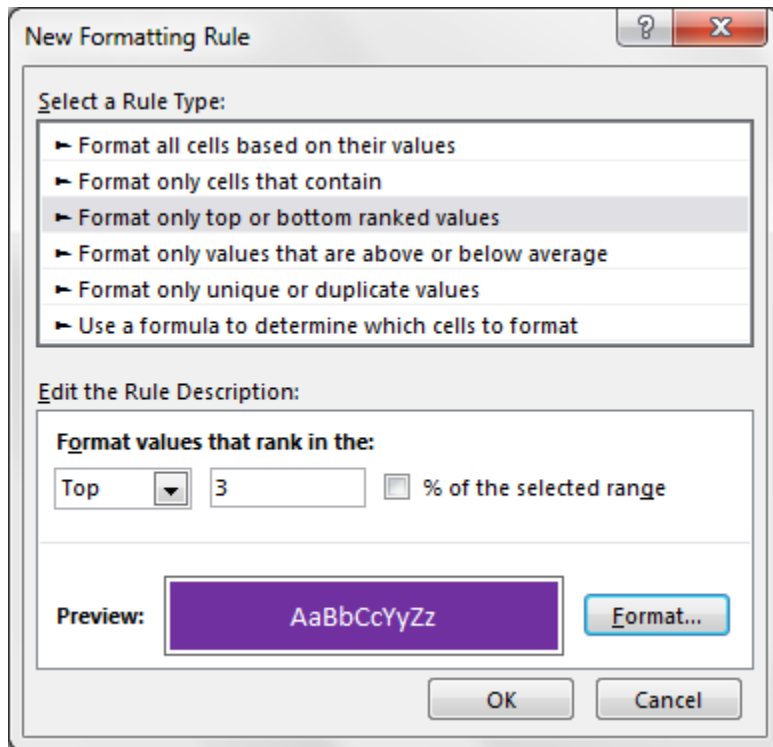 New Formatting Rule
?
X
Select a Rule Type:
► Format all cells based on their values
► Format only cells that contain
► Format only top or bottom ranked values
► Format only values that are above or below average
► Format only unique or duplicate values
► Use a formula to determine which cells to format
Edit the Rule Description:
Format values that rank in the:
Top 3 % of the selected range
Preview: AaBbCcYyZz Format...
OK Cancel